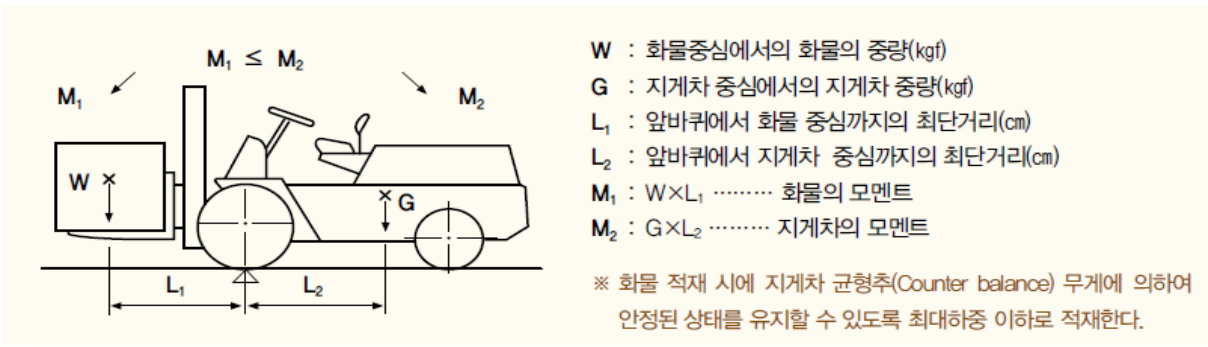 M₁ ≤ M₂
M₁
M₂
W
G
L₁
L₂
W : 화물중심에서의 화물의 중량(㎏f)
G : 지게차 중심에서의 지게차 중량(㎏f)
L₁ : 앞바퀴에서 화물 중심까지의 최단거리(㎝)
L₂ : 앞바퀴에서 지게차 중심까지의 최단거리(㎝)
M₁ : W×L₁ ……… 화물의 모멘트
M₂ : G×L₂ ……… 지게차의 모멘트
※ 화물 적재 시에 지게차 균형추(Counter balance) 무게에 의하여
안정된 상태를 유지할 수 있도록 최대하중 이하로 적재한다.